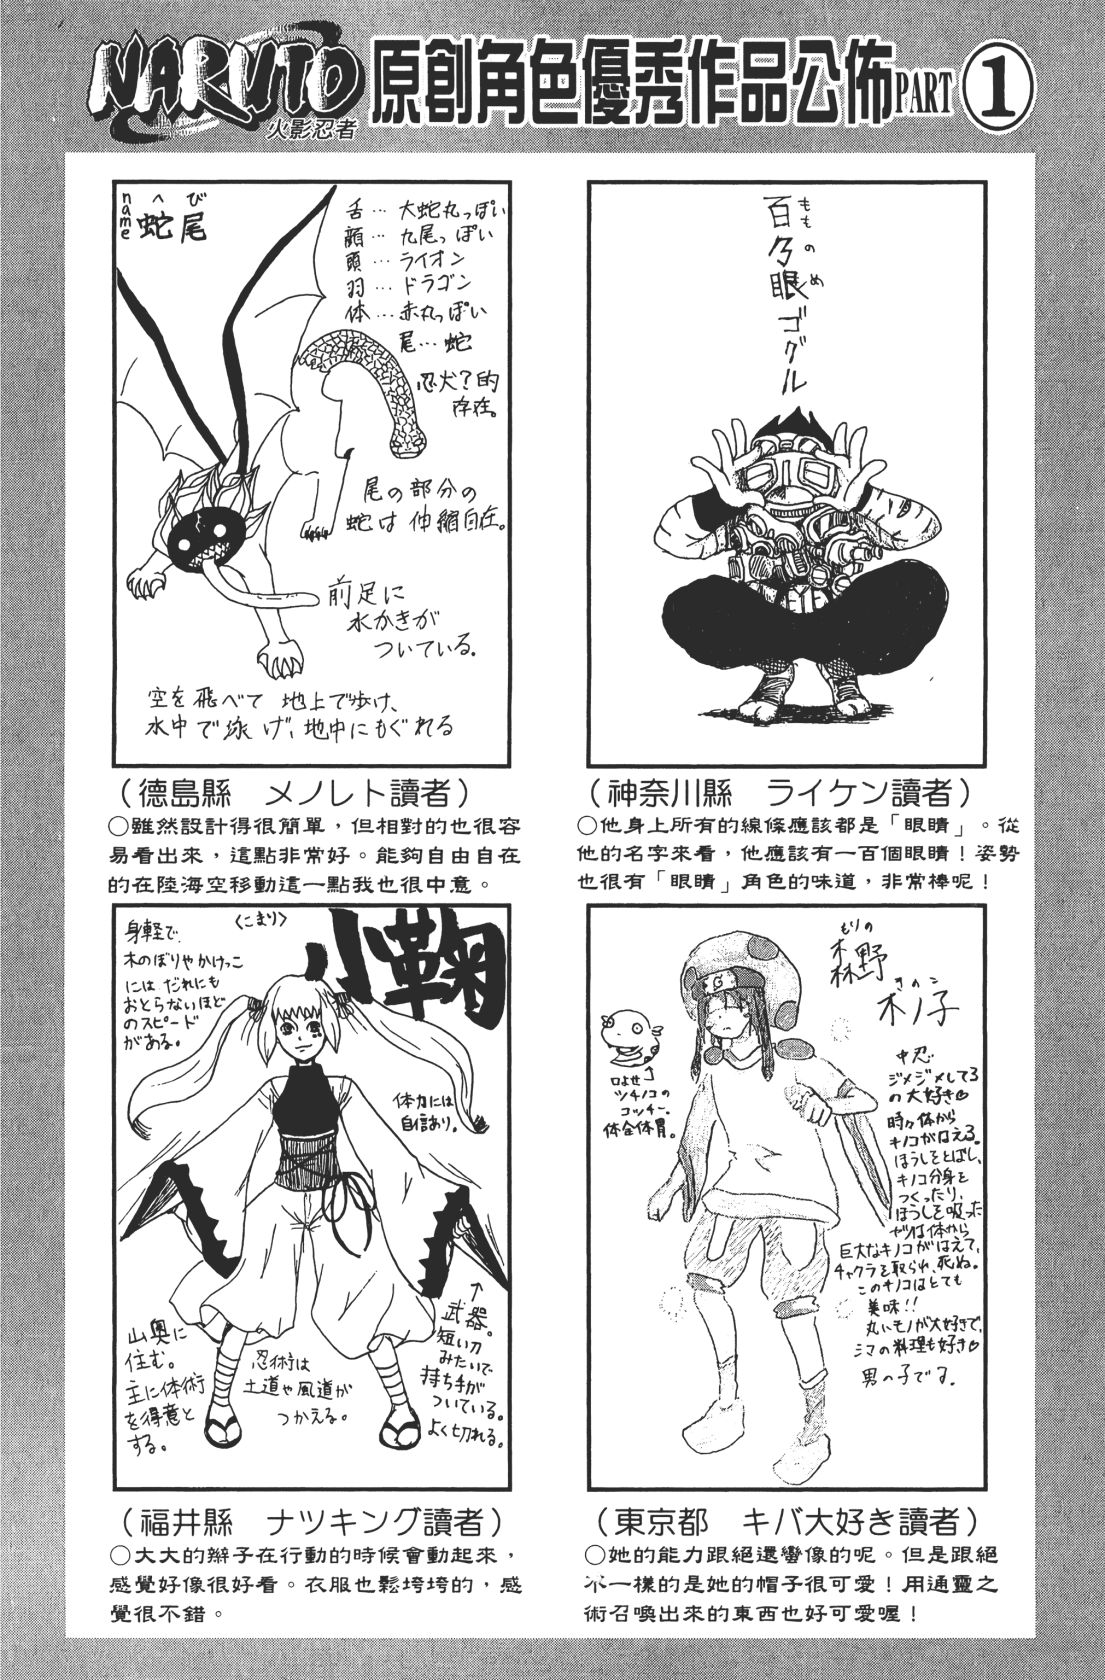 NARUTO
火影忍者
原創角色優秀作品公佈PART 1
name
へび
蛇尾
舌…大蛇丸っぽい
顔…九尾っぽい
頭…ライオン
羽…ドラゴン
体…赤丸っぽい
尾…蛇
忍犬?的
存在。
尾の部分の
蛇は伸縮自在。
前足に
水かきが
ついている。
空を飛べて 地上で歩け、
水中で泳げ、地中にもぐれる
(德島縣 メノレト讀者)
○雖然設計得很簡單,但相對的也很容
易看出來,這點非常好。能夠自由自在
的在陸海空移動這一點我也很中意。
もものめ
百々眼ゴグル
(神奈川縣 ライケン讀者)
○他身上所有的線條應該都是「眼睛」。從
他的名字來看,他應該有一百個眼睛!姿勢
也很有「眼睛」角色的味道,非常棒呢!
〈こまり〉
小鞠
身軽で、
木のぼりやかけっこ
には だれにも
おとらないほど
のスピード
がある。
体力には
自信あり。
↑
武器。
短い刀
みたいで
持ち手が
ついている。
よく切れる。
山奥に
住む。
主に体術
を得意と
する。
忍術は
土遁や風遁が
つかえる。
(福井縣 ナツキング讀者)
○大大的辮子在行動的時候會動起來,
感覺好像很好看。衣服也鬆垮垮的,感
覺很不錯。
もりの
森野
きのこ
木ノ子
中忍
ジメジメしてる
の大好き♡
時々体から
キノコがはえる。
ほうしをとばし、
キノコ分身を
つくったり、
ほうしを吸った
ヤツは体から
巨大なキノコがはえて、
チャクラを取られ、死ぬ。
このキノコはとても
美味!!
丸いモノが大好きで、
シマの料理も好き♡
男の子でる。
口よせ
ツチノコの
コッチー。
体全体胃。
(東京都 キバ大好き讀者)
○她的能力跟絕還蠻像的呢。但是跟絕
不一樣的是她的帽子很可愛!用通靈之
術召喚出來的東西也好可愛喔!